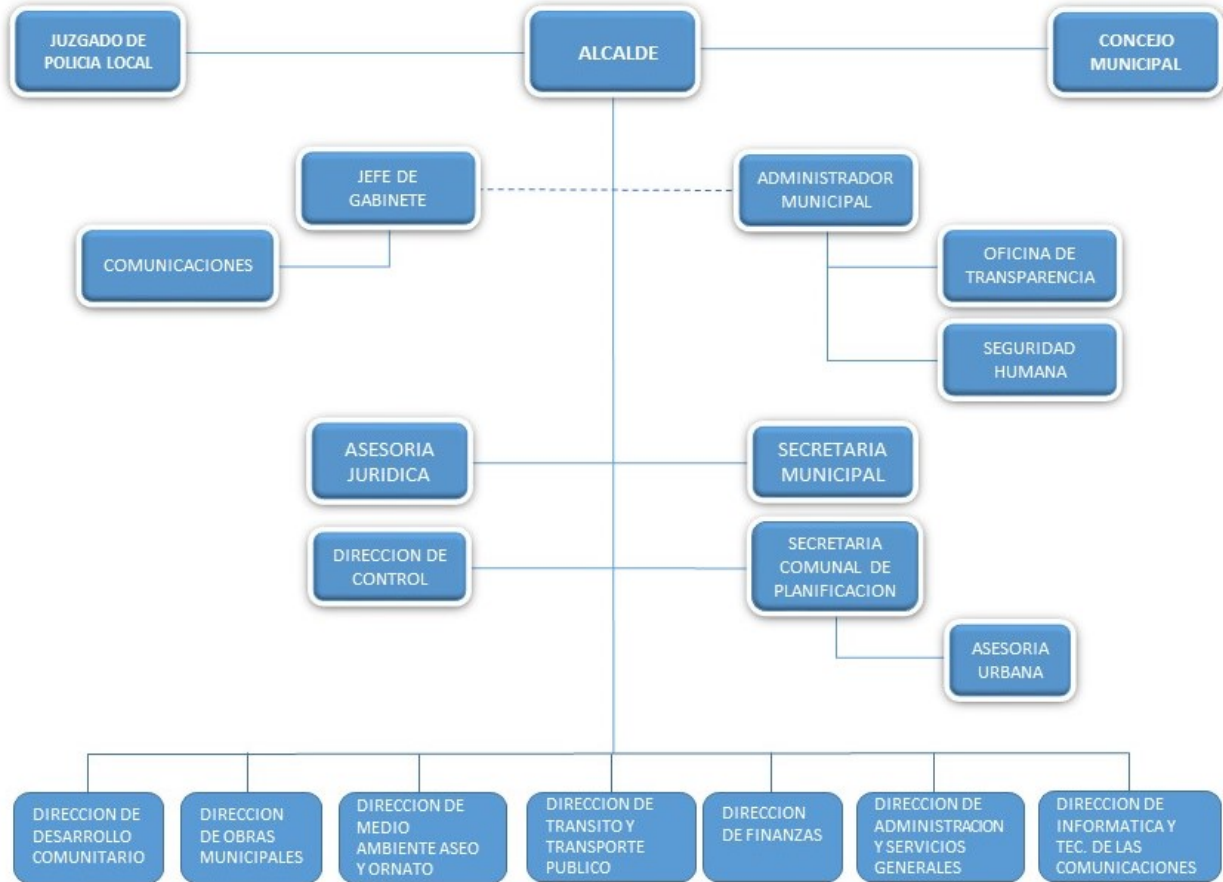 JUZGADO DE
POLICIA LOCAL
ALCALDE
CONCEJO
MUNICIPAL
JEFE DE
GABINETE
ADMINISTRADOR
MUNICIPAL
COMUNICACIONES
OFICINA DE
TRANSPARENCIA
SEGURIDAD
HUMANA
ASESORIA
JURIDICA
SECRETARIA
MUNICIPAL
DIRECCION DE
CONTROL
SECRETARIA
COMUNAL DE
PLANIFICACION
ASESORIA
URBANA
DIRECCION DE
DESARROLLO
COMUNITARIO
DIRECCION
DE OBRAS
MUNICIPALES
DIRECCION DE
MEDIO
AMBIENTE ASEO
Y ORNATO
DIRECCION DE
TRANSITO Y
TRANSPORTE
PUBLICO
DIRECCION
DE FINANZAS
DIRECCION DE
ADMINISTRACION
Y SERVICIOS
GENERALES
DIRECCION DE
INFORMATICA Y
TEC. DE LAS
COMUNICACIONES